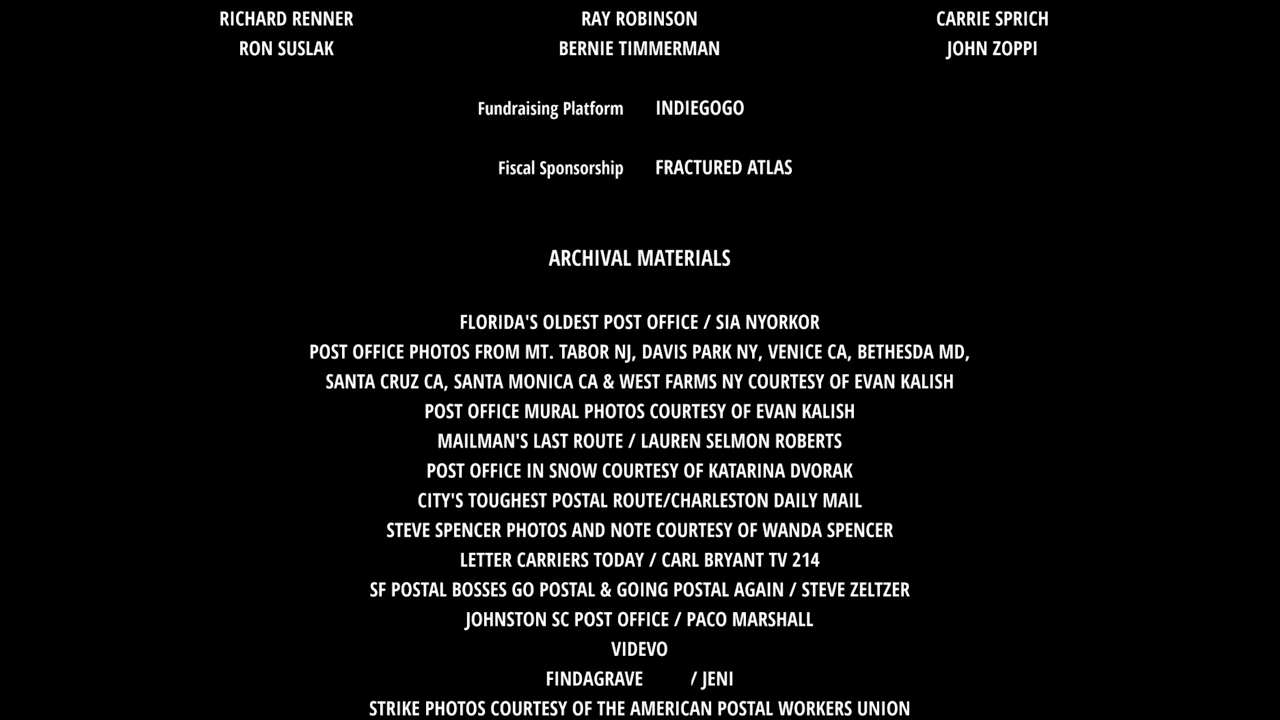 RICHARD RENNER RAY ROBINSON CARRIE SPRICH
RON SUSLAK BERNIE TIMMERMAN JOHN ZOPPI
Fundraising Platform INDIEGOGO
Fiscal Sponsorship FRACTURED ATLAS
ARCHIVAL MATERIALS
FLORIDA'S OLDEST POST OFFICE / SIA NYORKOR
POST OFFICE PHOTOS FROM MT. TABOR NJ, DAVIS PARK NY, VENICE CA, BETHESDA MD,
SANTA CRUZ CA, SANTA MONICA CA & WEST FARMS NY COURTESY OF EVAN KALISH
POST OFFICE MURAL PHOTOS COURTESY OF EVAN KALISH
MAILMAN'S LAST ROUTE / LAUREN SELMON ROBERTS
POST OFFICE IN SNOW COURTESY OF KATARINA DVORAK
CITY'S TOUGHEST POSTAL ROUTE/CHARLESTON DAILY MAIL
STEVE SPENCER PHOTOS AND NOTE COURTESY OF WANDA SPENCER
LETTER CARRIERS TODAY / CARL BRYANT TV 214
SF POSTAL BOSSES GO POSTAL & GOING POSTAL AGAIN / STEVE ZELTZER
JOHNSTON SC POST OFFICE / PACO MARSHALL
VIDEVO
FINDAGRAVE / JENI
STRIKE PHOTOS COURTESY OF THE AMERICAN POSTAL WORKERS UNION